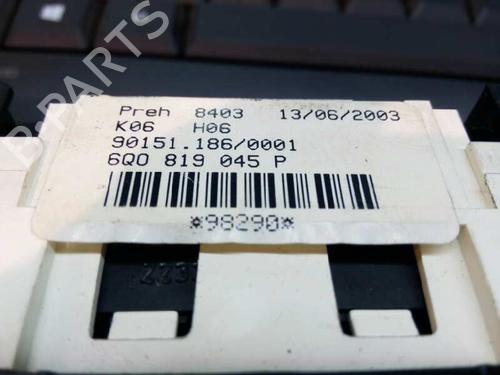 Preh 8403 13/06/2003
K06 H06
90151.186/0001
6Q0 819 045 P
*98290*
B-PARTS